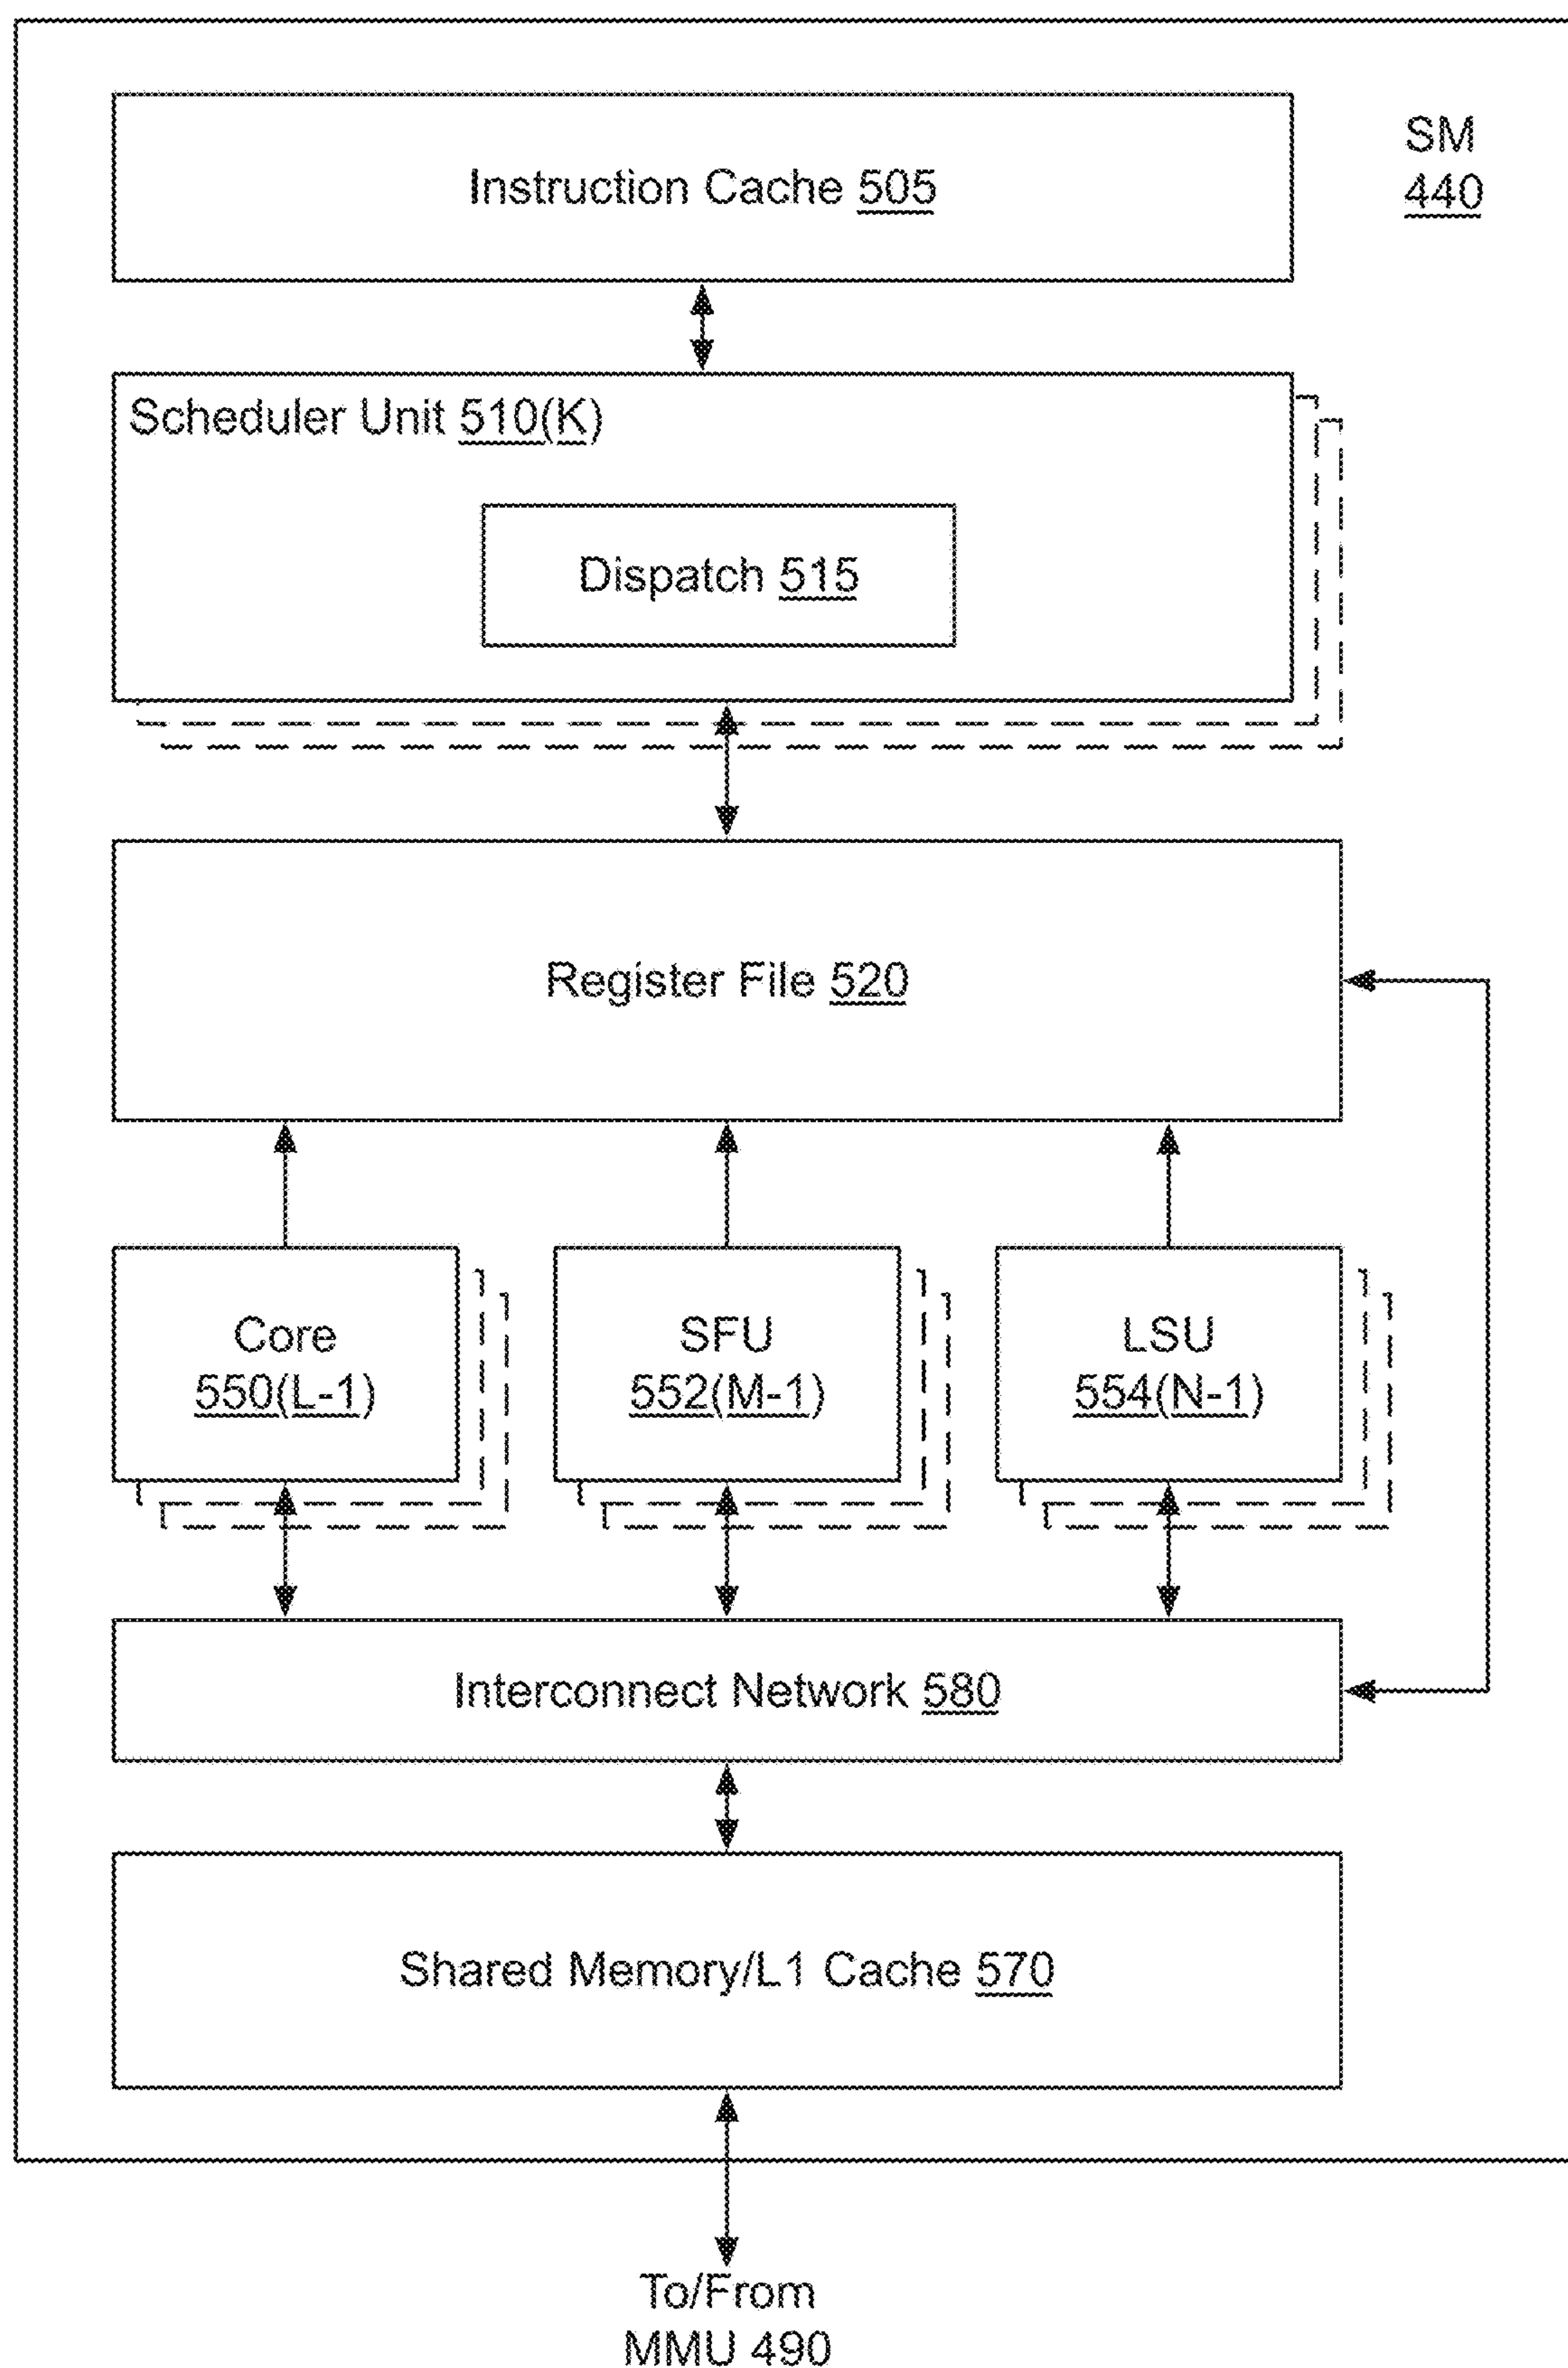 SM
440
Instruction Cache 505
Scheduler Unit 510(K)
Dispatch 515
Register File 520
Core
550(L-1)
SFU
552(M-1)
LSU
554(N-1)
Interconnect Network 580
Shared Memory/L1 Cache 570
To/From
MMU 490